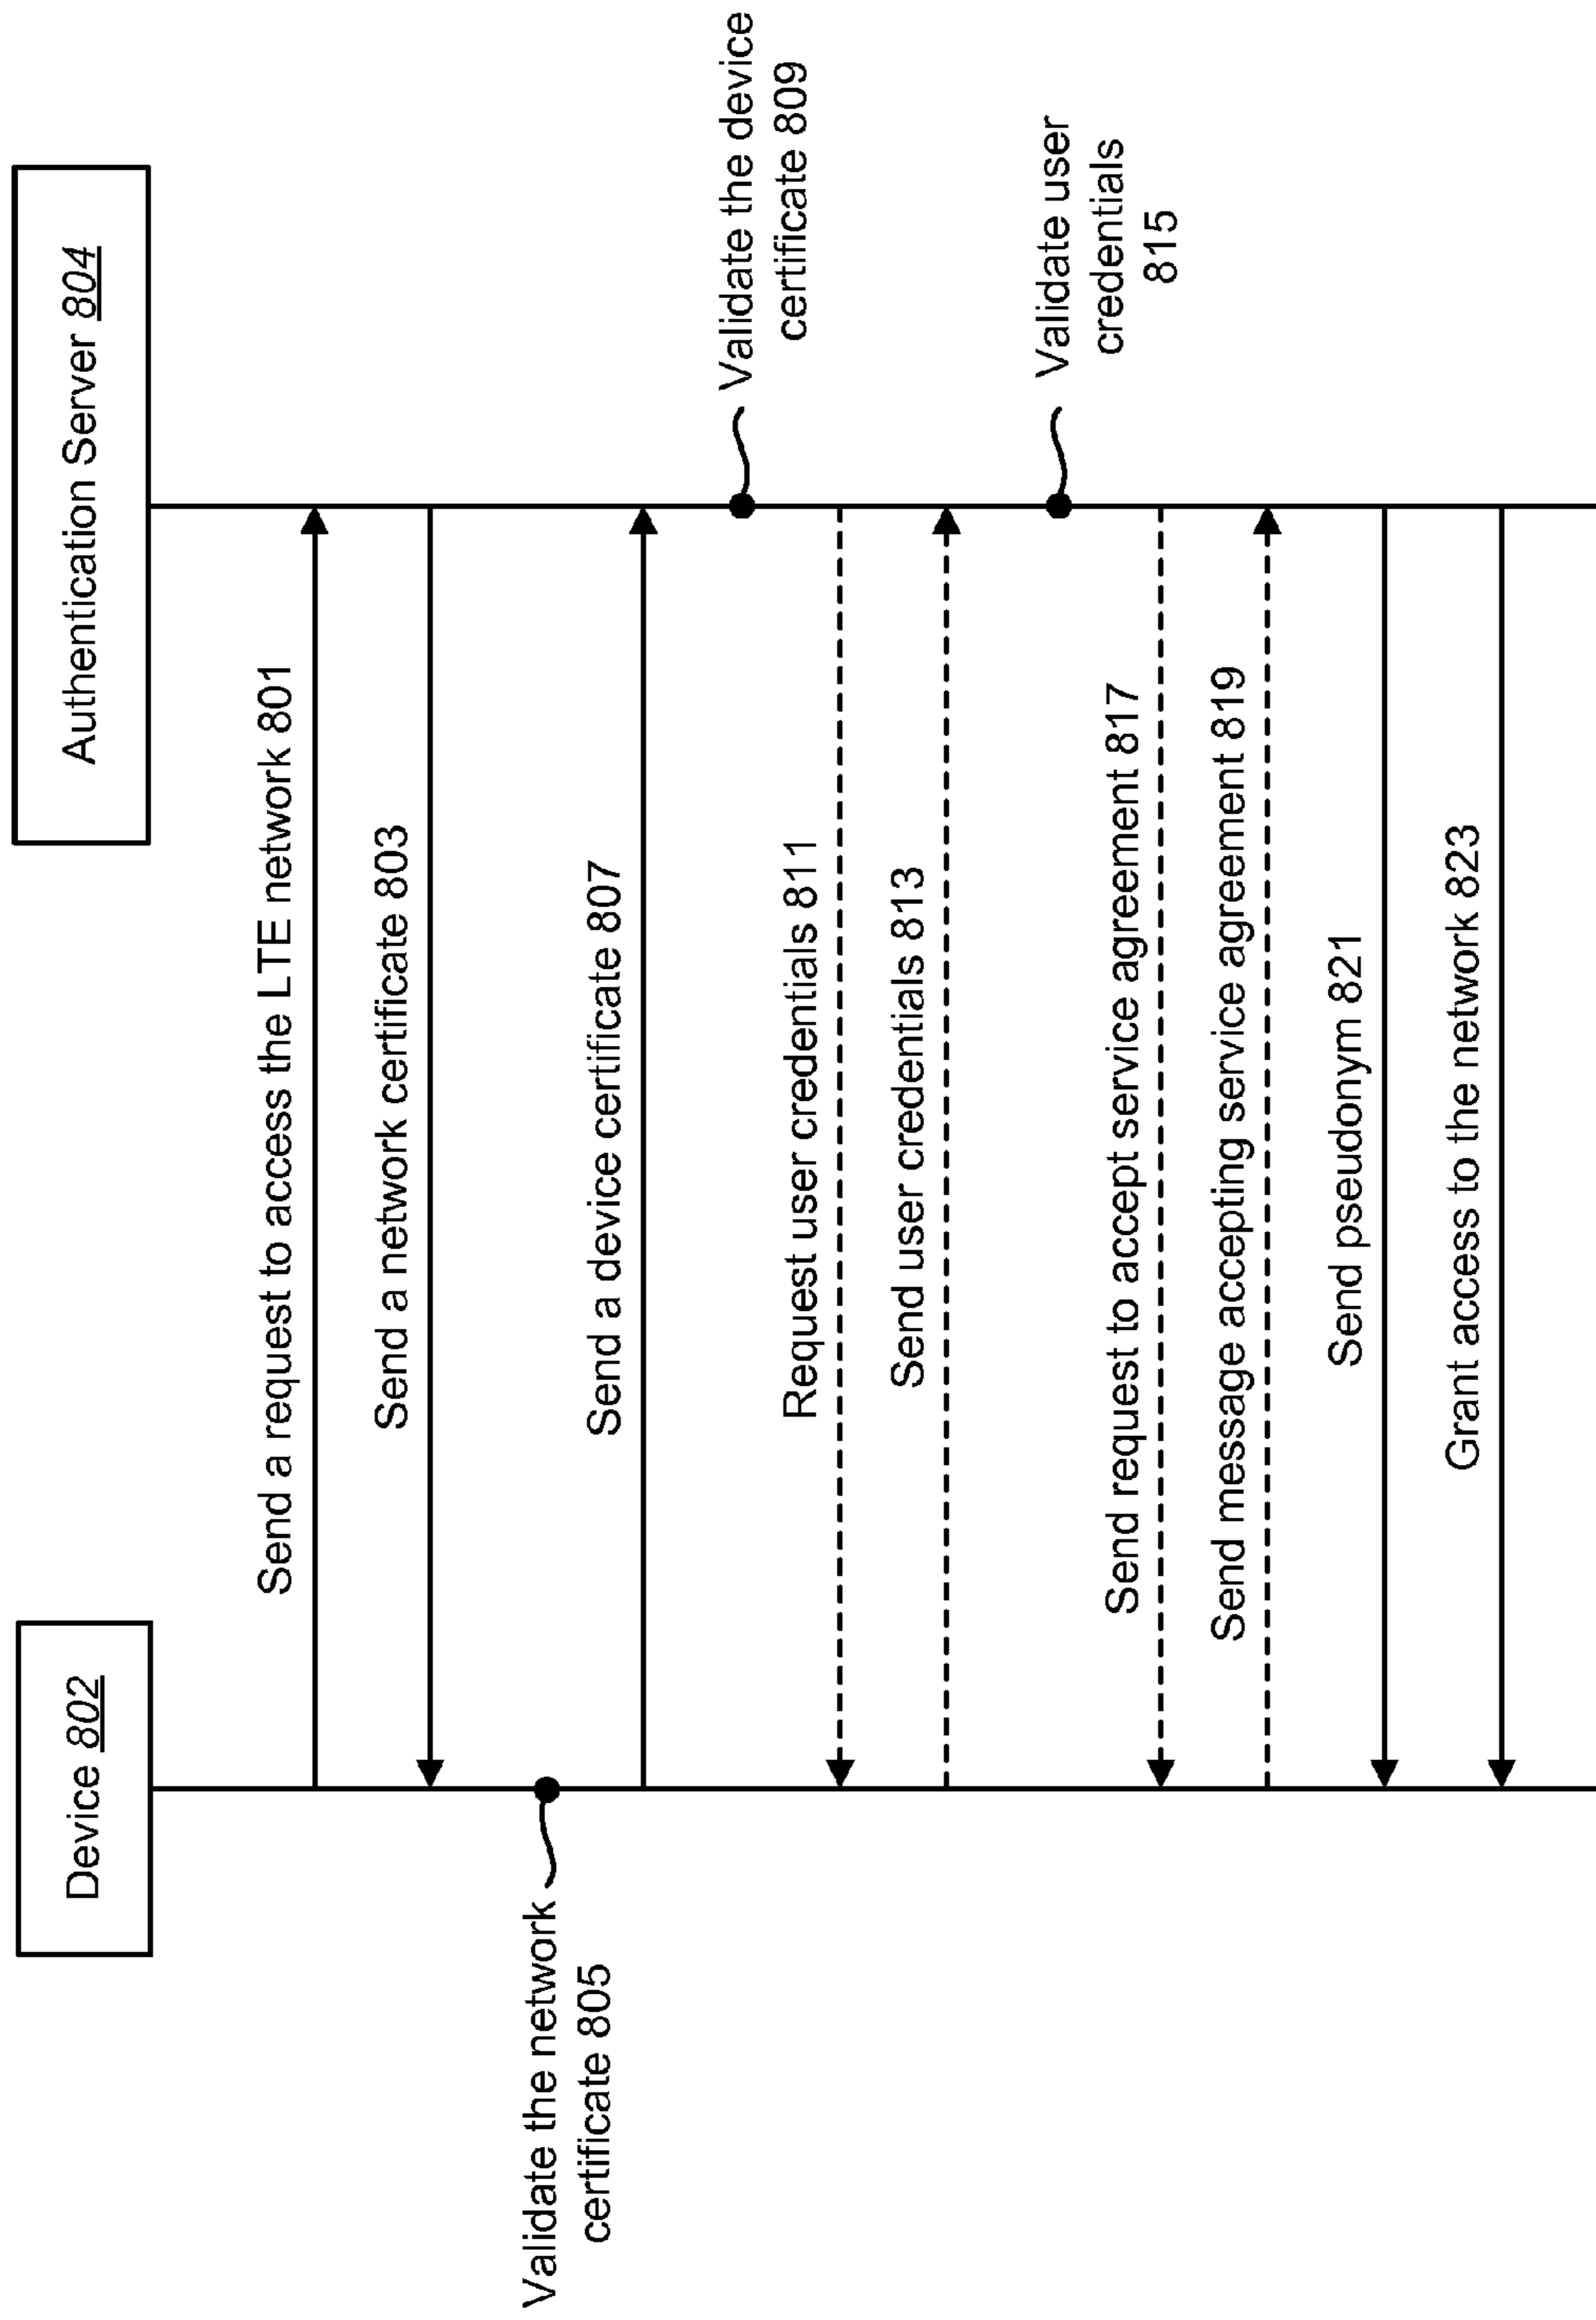 Device 802
Authentication Server 804
Send a request to access the LTE network 801
Send a network certificate 803
Validate the network
certificate 805
Send a device certificate 807
Validate the device
certificate 809
Request user credentials 811
Send user credentials 813
Validate user
credentials
815
Send request to accept service agreement 817
Send message accepting service agreement 819
Send pseudonym 821
Grant access to the network 823